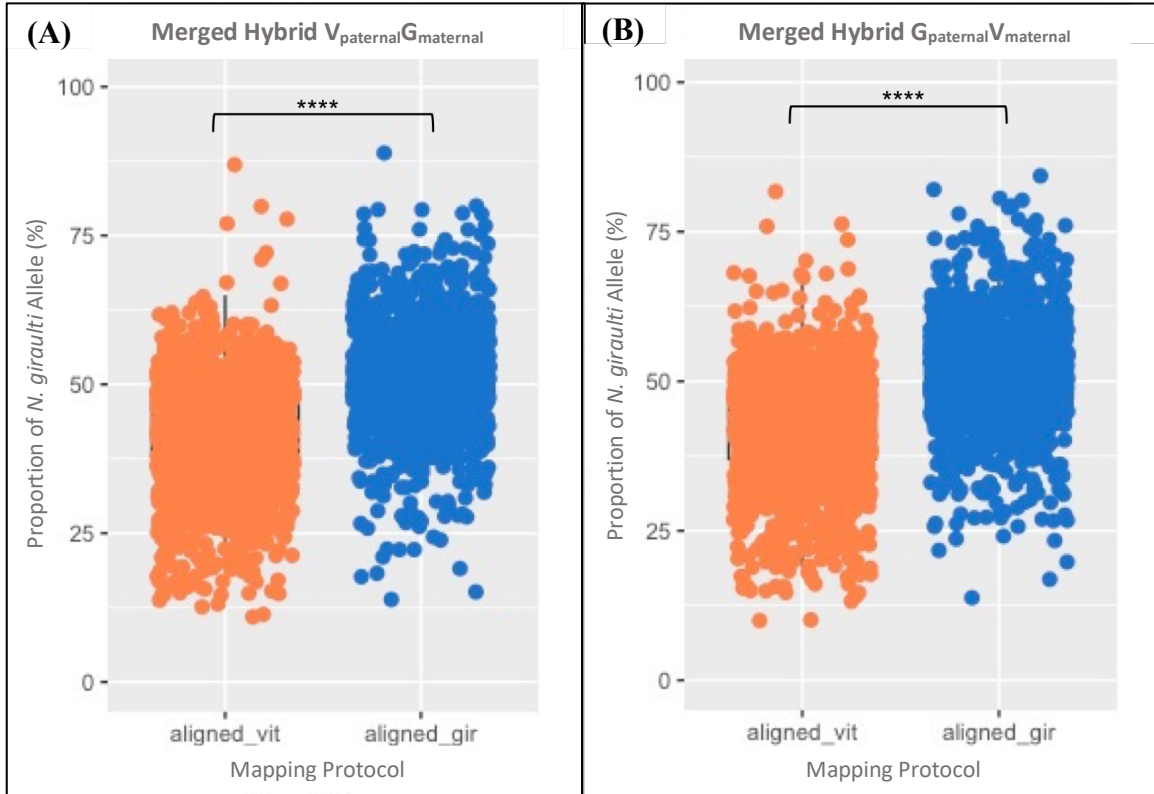 (A) Merged Hybrid VpaternalGmaternal
100
****
75
50
25
0
Proportion of N. giraulti Allele (%)
aligned_vit aligned_gir
Mapping Protocol
(B) Merged Hybrid GpaternalVmaternal
100
****
75
50
25
0
Proportion of N. giraulti Allele (%)
aligned_vit aligned_gir
Mapping Protocol